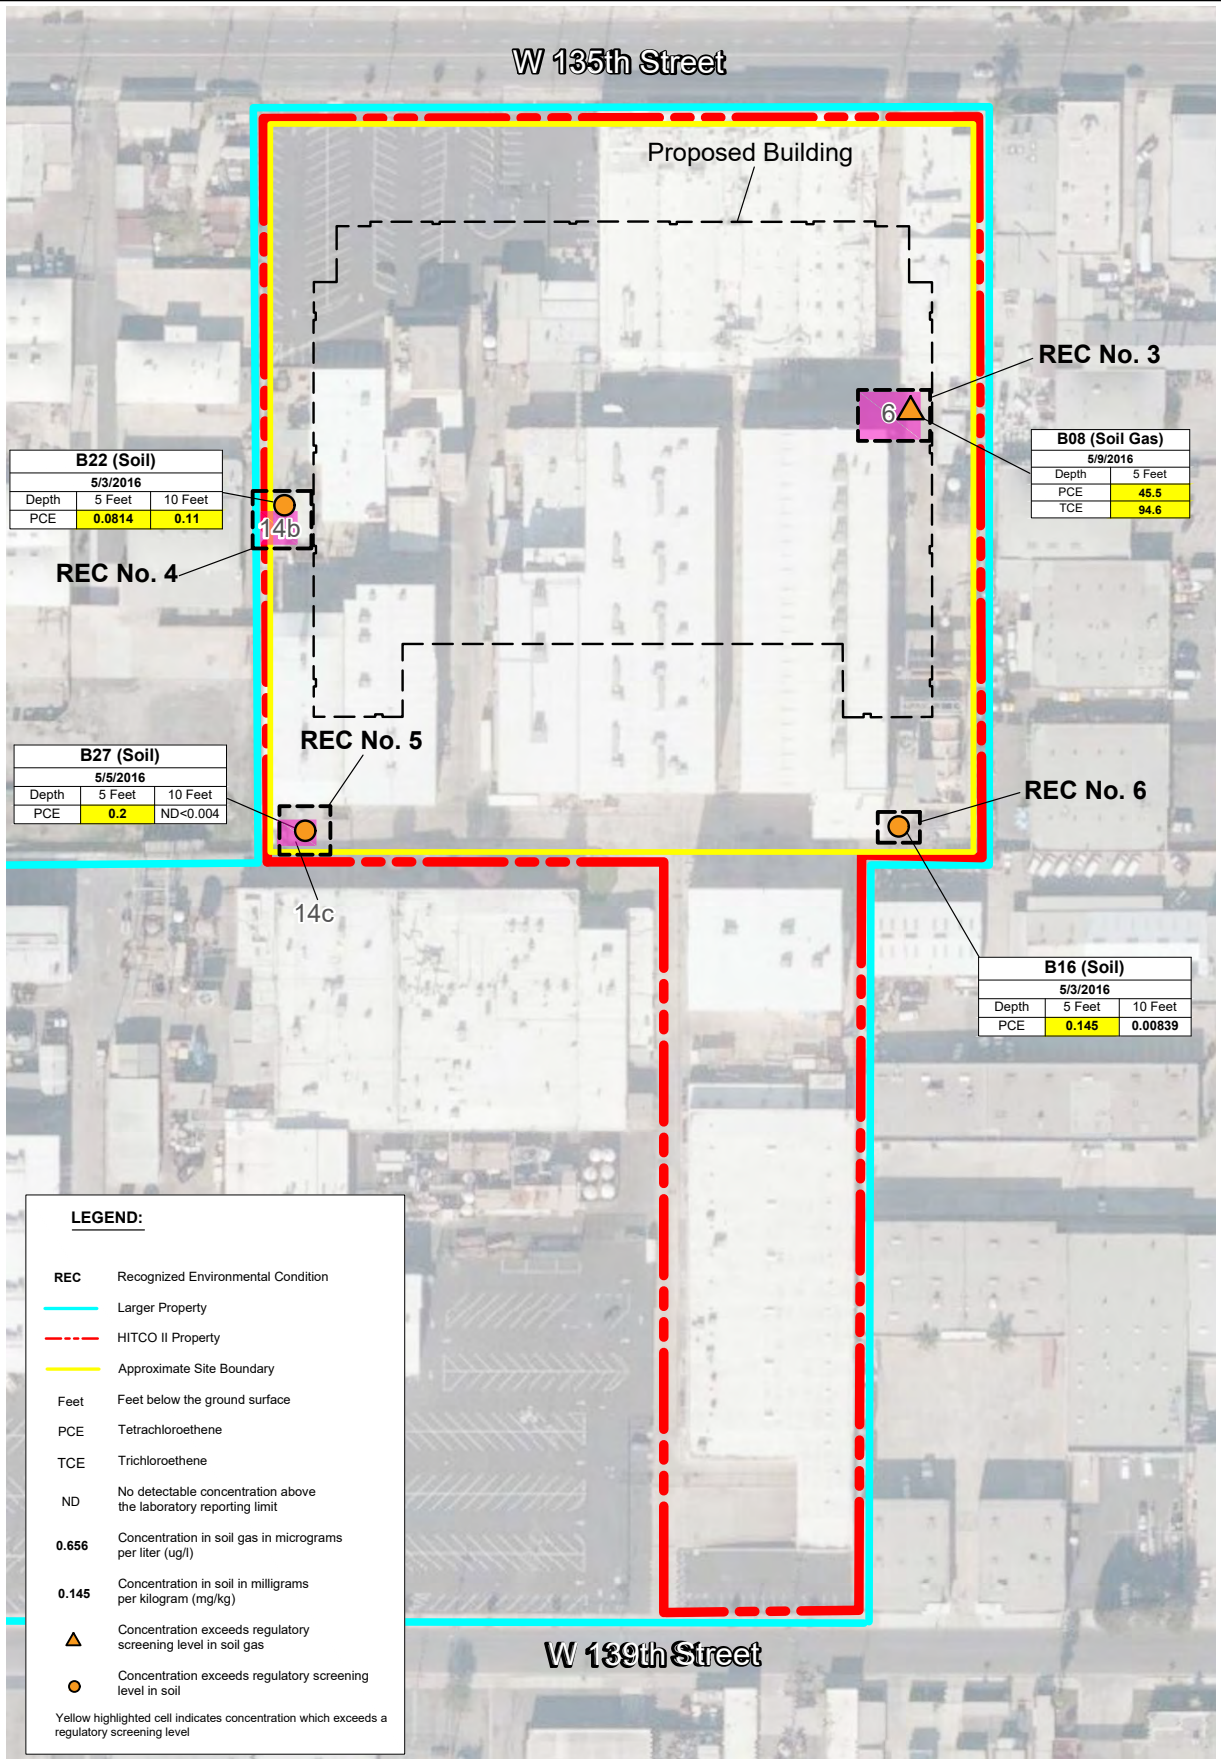 W 135th Street
Proposed Building
REC No. 3
6
B08 (Soil Gas)
5/9/2016
Depth 5 Feet
PCE 45.5
TCE 94.6
B22 (Soil)
5/3/2016
Depth 5 Feet 10 Feet
PCE 0.0814 0.11
14b
REC No. 4
REC No. 5
B27 (Soil)
5/5/2016
Depth 5 Feet 10 Feet
PCE 0.2 ND<0.004
14c
REC No. 6
B16 (Soil)
5/3/2016
Depth 5 Feet 10 Feet
PCE 0.145 0.00839
LEGEND:
REC Recognized Environmental Condition
Larger Property
HITCO II Property
Approximate Site Boundary
Feet Feet below the ground surface
PCE Tetrachloroethene
TCE Trichloroethene
ND No detectable concentration above
the laboratory reporting limit
0.656 Concentration in soil gas in micrograms
per liter (ug/l)
0.145 Concentration in soil in milligrams
per kilogram (mg/kg)
Concentration exceeds regulatory
screening level in soil gas
Concentration exceeds regulatory screening
level in soil
Yellow highlighted cell indicates concentration which exceeds a
regulatory screening level
W 139th Street